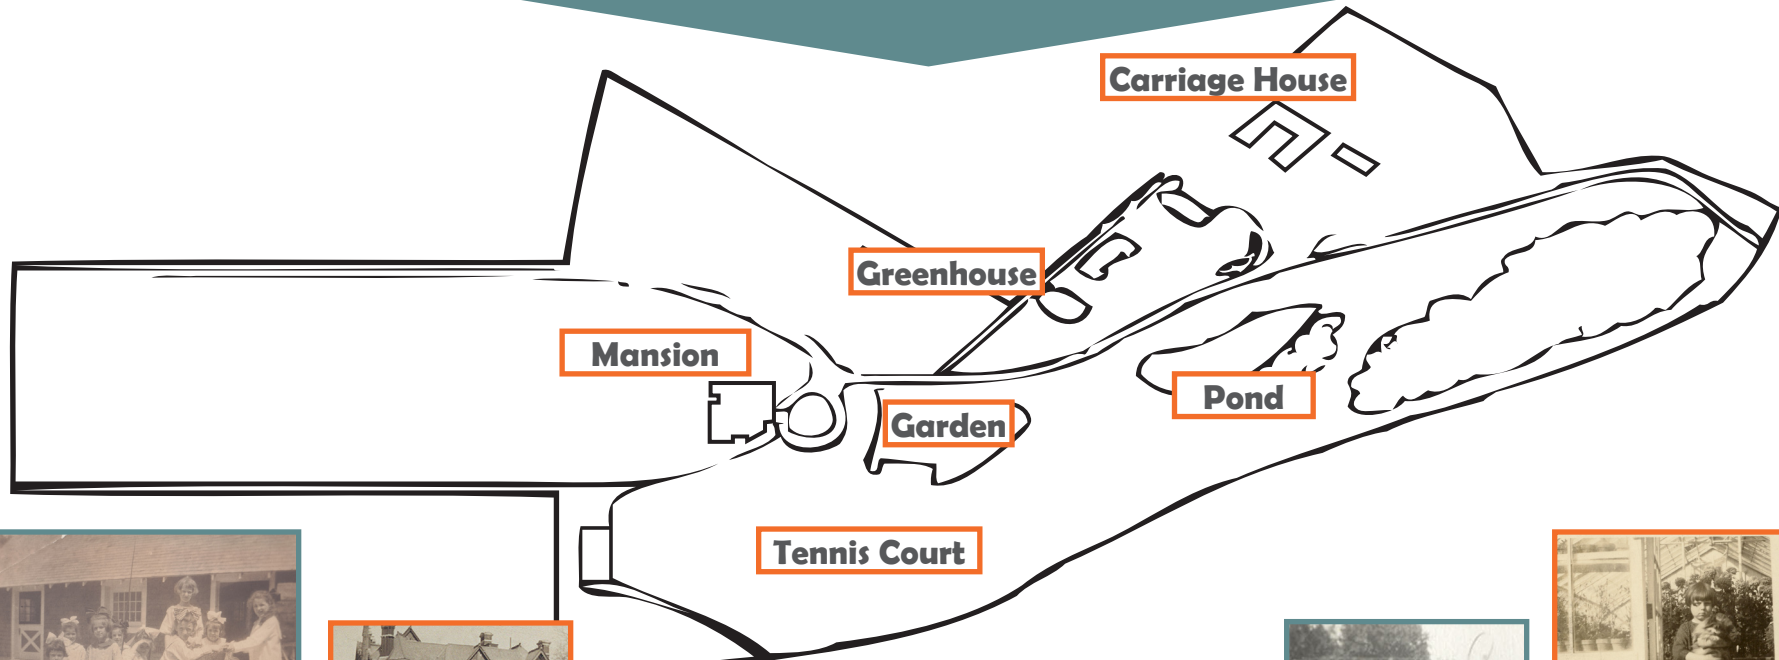 Carriage House
Greenhouse
Mansion
Pond
Garden
Tennis Court